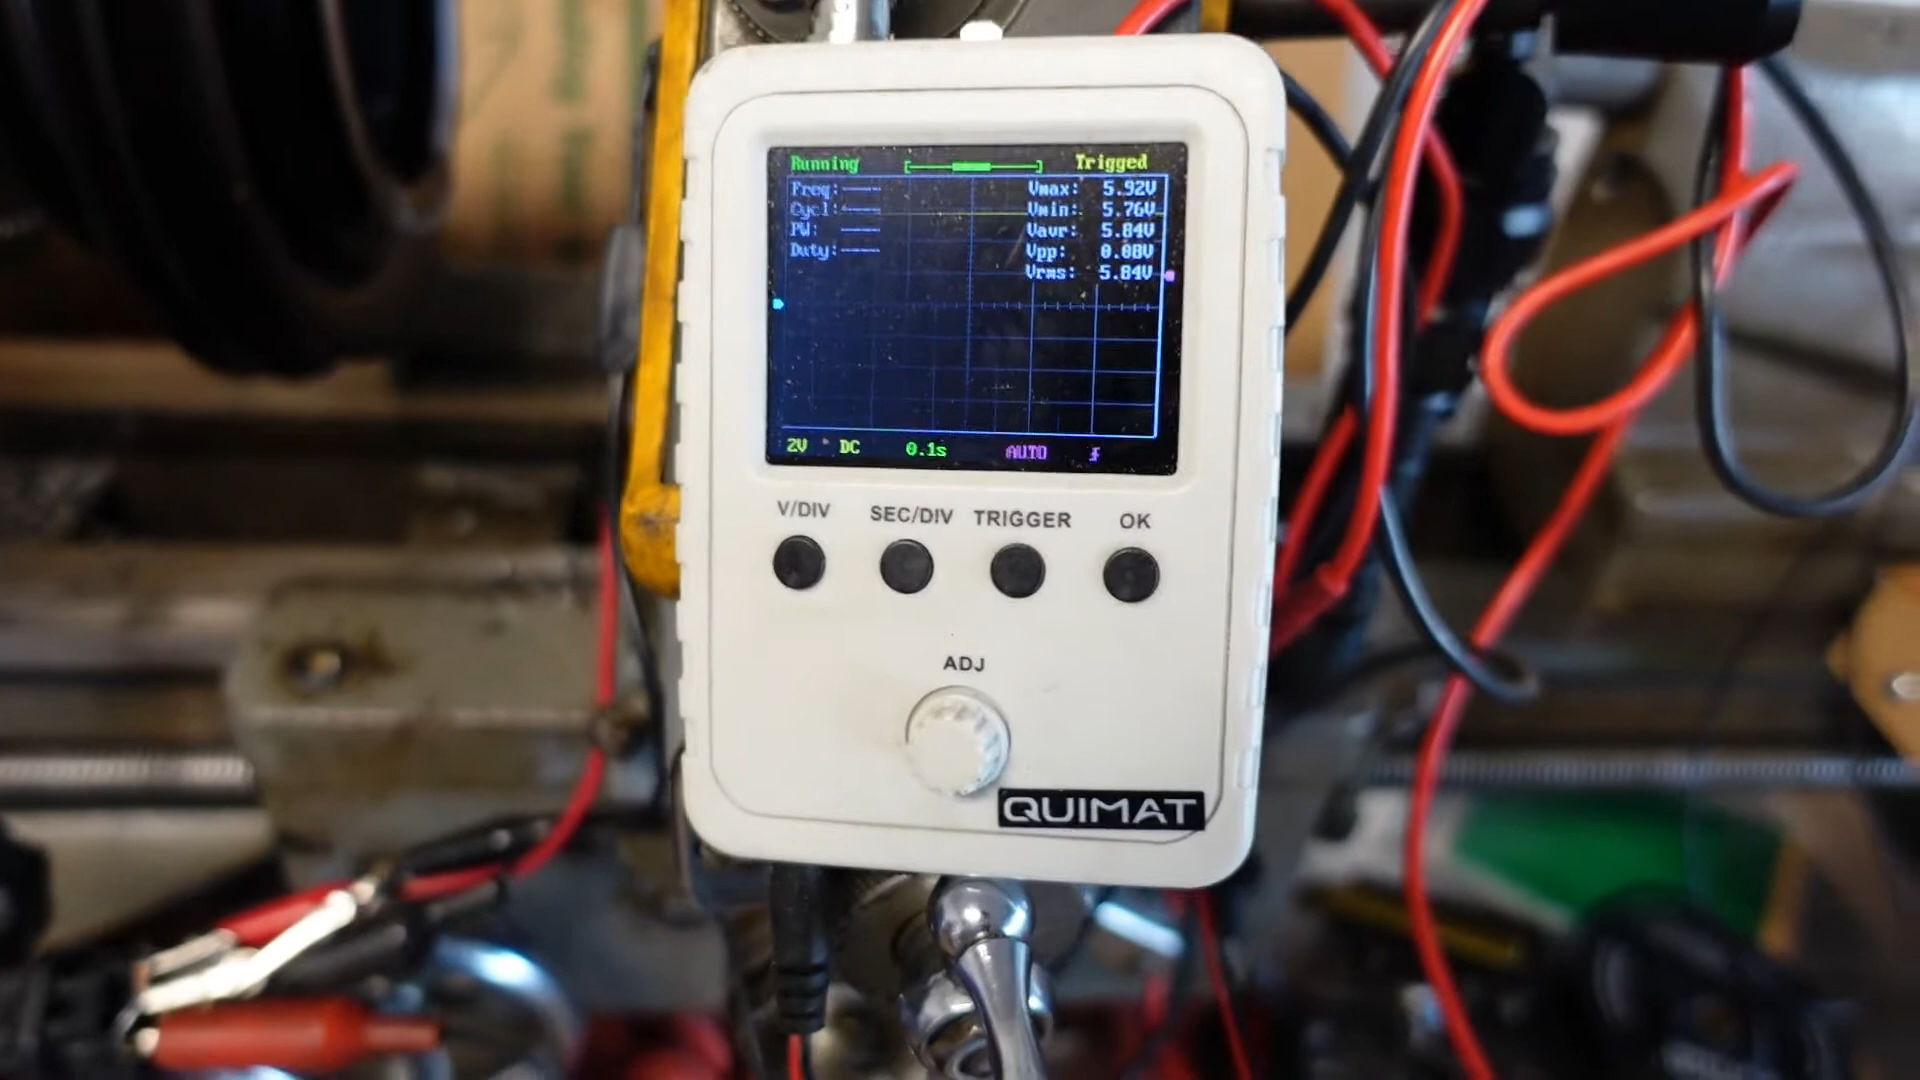 Running Trigged
Freq: Vmax: 5.92V
Cycl: Vmin: 5.76V
PW: Vavr: 5.84V
Duty: Vpp: 0.08V
Vrms: 5.84V
2V DC 0.1s AUTO
V/DIV SEC/DIV TRIGGER OK
ADJ
QUIMAT